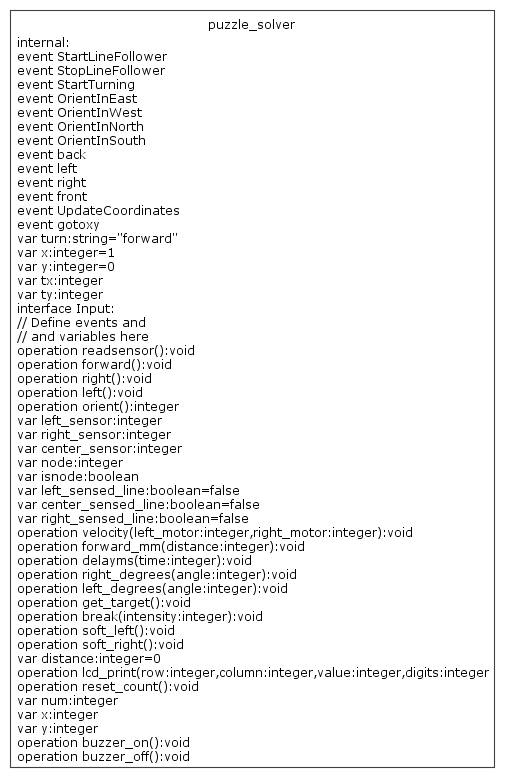 puzzle_solver
internal:
event StartLineFollower
event StopLineFollower
event StartTurning
event OrientInEast
event OrientInWest
event OrientInNorth
event OrientInSouth
event back
event left
event right
event front
event UpdateCoordinates
event gotoxy
var turn:string="forward"
var x:integer=1
var y:integer=0
var tx:integer
var ty:integer
interface Input:
// Define events and
// and variables here
operation readsensor():void
operation forward():void
operation right():void
operation left():void
operation orient():integer
var left_sensor:integer
var right_sensor:integer
var center_sensor:integer
var node:integer
var isnode:boolean
var left_sensed_line:boolean=false
var center_sensed_line:boolean=false
var right_sensed_line:boolean=false
operation velocity(left_motor:integer,right_motor:integer):void
operation forward_mm(distance:integer):void
operation delayms(time:integer):void
operation right_degrees(angle:integer):void
operation left_degrees(angle:integer):void
operation get_target():void
operation break(intensity:integer):void
operation soft_left():void
operation soft_right():void
var distance:integer=0
operation lcd_print(row:integer,column:integer,value:integer,digits:integer
operation reset_count():void
var num:integer
var x:integer
var y:integer
operation buzzer_on():void
operation buzzer_off():void